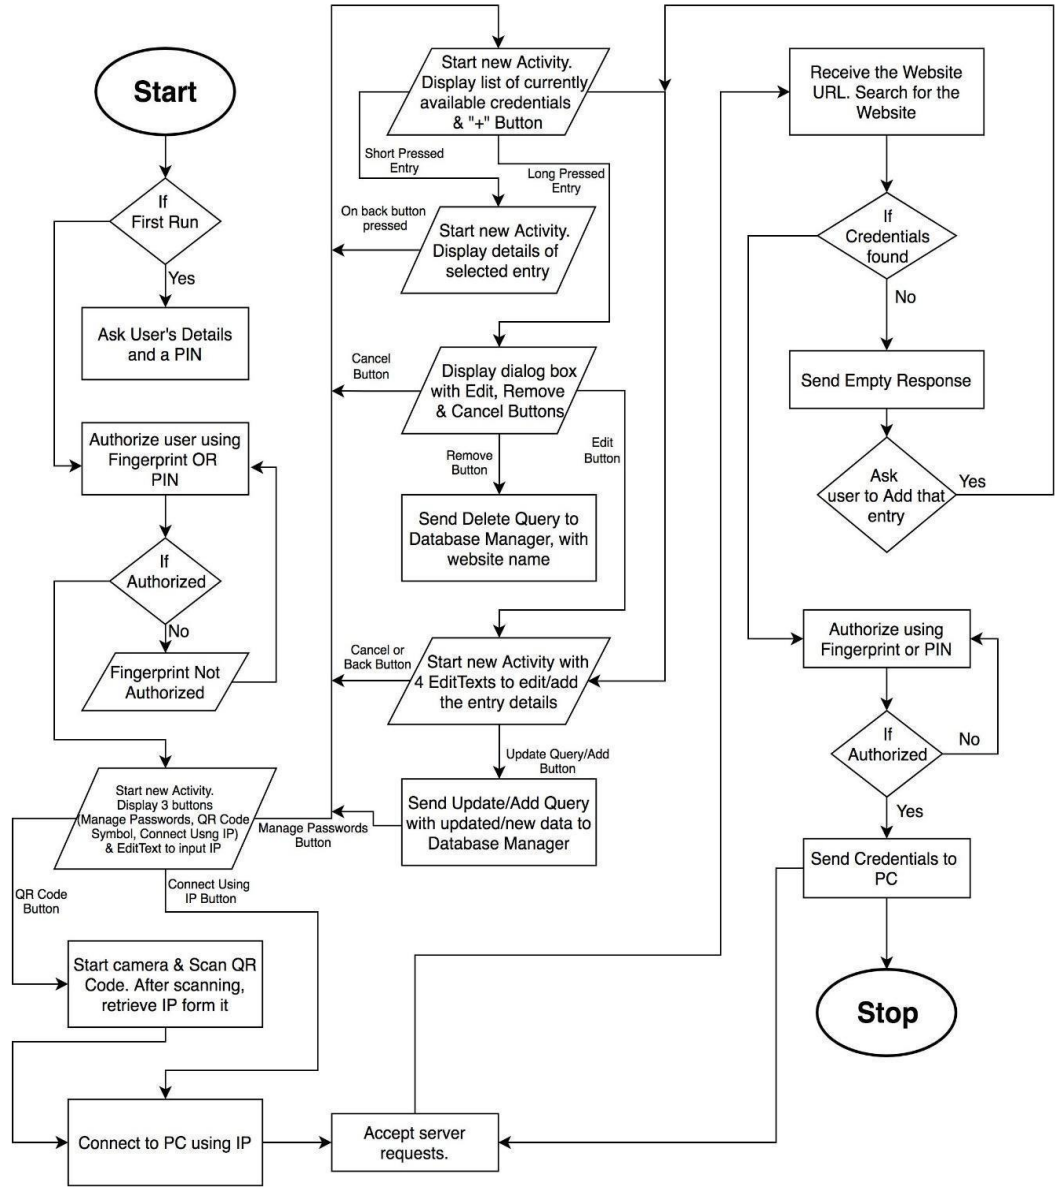 Start
If
First Run
Yes
Ask User's Details
and a PIN
Authorize user using
Fingerprint OR
PIN
If
Authorized
No
Fingerprint Not
Authorized
Start new Activity.
Display 3 buttons
(Manage Passwords, QR Code
Symbol, Connect Usng IP)
& EditText to input IP
QR Code
Button
Connect Using
IP Button
Manage Passwords
Button
Start camera & Scan QR
Code. After scanning,
retrieve IP form it
Connect to PC using IP
Accept server
requests.
Start new Activity.
Display list of currently
available credentials
& "+" Button
Short Pressed
Entry
Long Pressed
Entry
On back button
pressed
Start new Activity.
Display details of
selected entry
Cancel
Button
Display dialog box
with Edit, Remove
& Cancel Buttons
Remove
Button
Edit
Button
Send Delete Query to
Database Manager, with
website name
Cancel or
Back Button
Start new Activity with
4 EditTexts to edit/add
the entry details
Update Query/Add
Button
Send Update/Add Query
with updated/new data to
Database Manager
Receive the Website
URL. Search for the
Website
If
Credentials
found
No
Send Empty Response
Ask
user to Add that
entry
Yes
Authorize using
Fingerprint or PIN
If
Authorized
No
Yes
Send Credentials to
PC
Stop